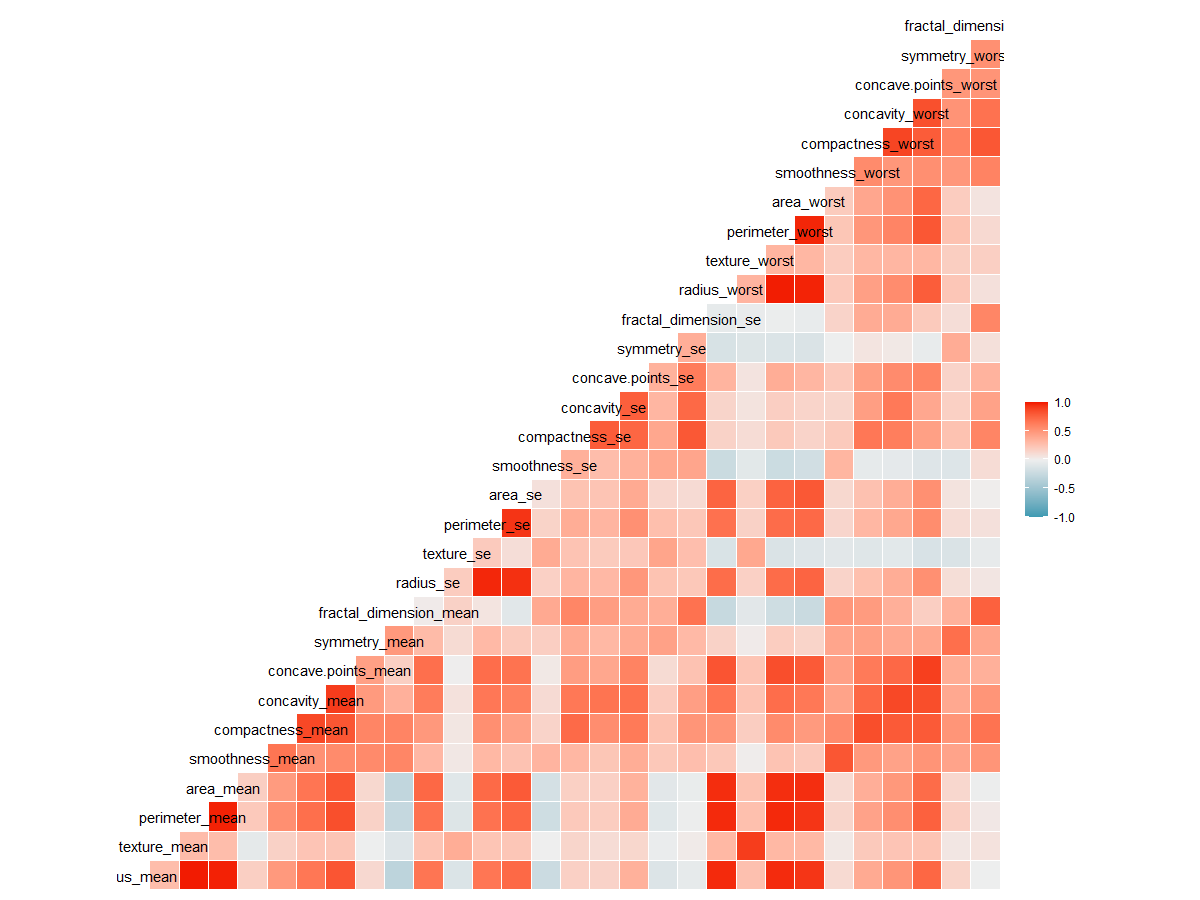 fractal_dimensi
symmetry_wors
concave.points_worst
concavity_worst
compactness_worst
smoothness_worst
area_worst
perimeter_worst
texture_worst
radius_worst
fractal_dimension_se
symmetry_se
concave.points_se
concavity_se
compactness_se
smoothness_se
area_se
perimeter_se
texture_se
radius_se
fractal_dimension_mean
symmetry_mean
concave.points_mean
concavity_mean
compactness_mean
smoothness_mean
area_mean
perimeter_mean
texture_mean
us_mean
1.0
0.5
0.0
-0.5
-1.0